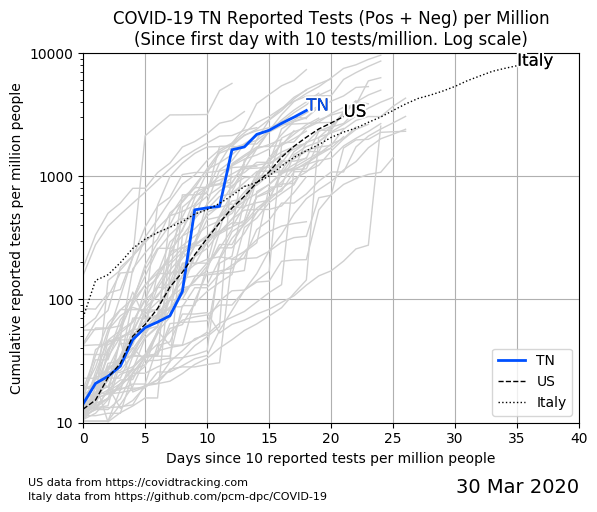 COVID-19 TN Reported Tests (Pos + Neg) per Million
(Since first day with 10 tests/million. Log scale)
Cumulative reported tests per million people
10000
1000
100
10
Italy
TN
US
TN
US
Italy
0 5 10 15 20 25 30 35 40
Days since 10 reported tests per million people
US data from https://covidtracking.com
Italy data from https://github.com/pcm-dpc/COVID-19
30 Mar 2020